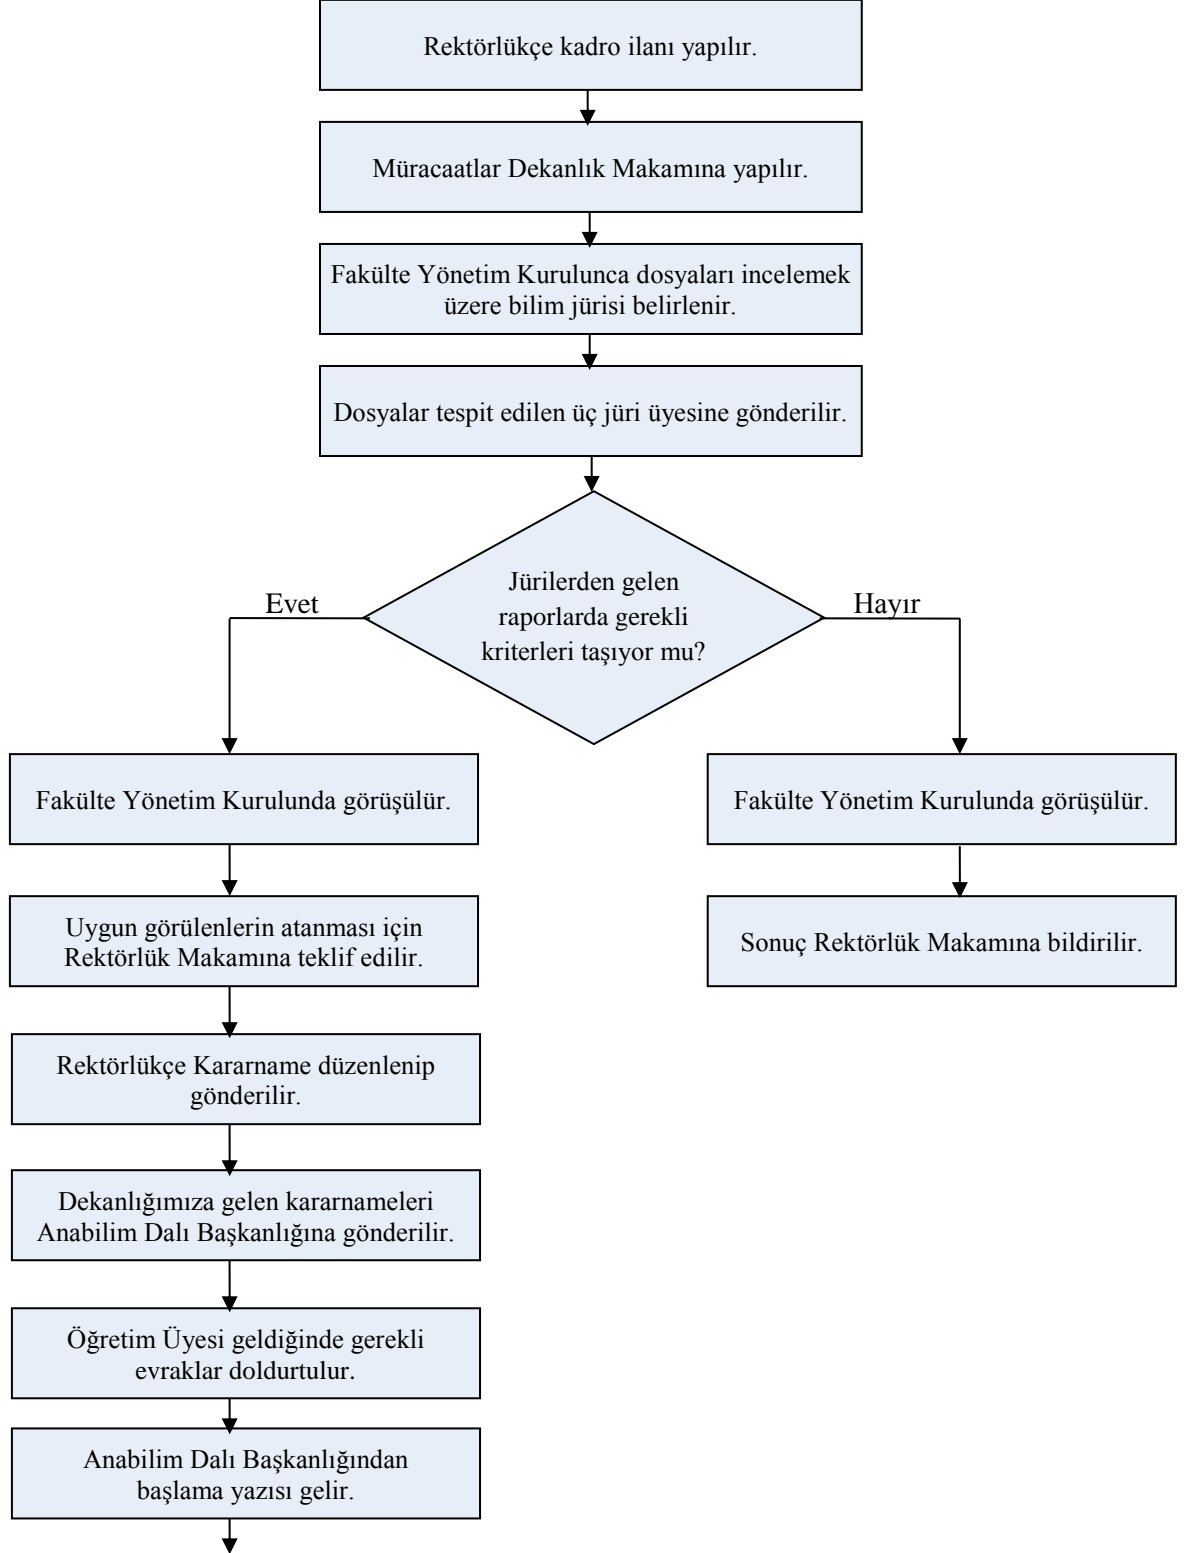 Rektörlükçe kadro ilanı yapılır.
Müracaatlar Dekanlık Makamına yapılır.
Fakülte Yönetim Kurulunca dosyaları incelemek
üzere bilim jürisi belirlenir.
Dosyalar tespit edilen üç jüri üyesine gönderilir.
Jürilerden gelen
raporlarda gerekli
kriterleri taşıyor mu?
Evet
Hayır
Fakülte Yönetim Kurulunda görüşülür.
Fakülte Yönetim Kurulunda görüşülür.
Uygun görülenlerin atanması için
Rektörlük Makamına teklif edilir.
Sonuç Rektörlük Makamına bildirilir.
Rektörlükçe Kararname düzenlenip
gönderilir.
Dekanlığımıza gelen kararnameleri
Anabilim Dalı Başkanlığına gönderilir.
Öğretim Üyesi geldiğinde gerekli
evraklar doldurtulur.
Anabilim Dalı Başkanlığından
başlama yazısı gelir.